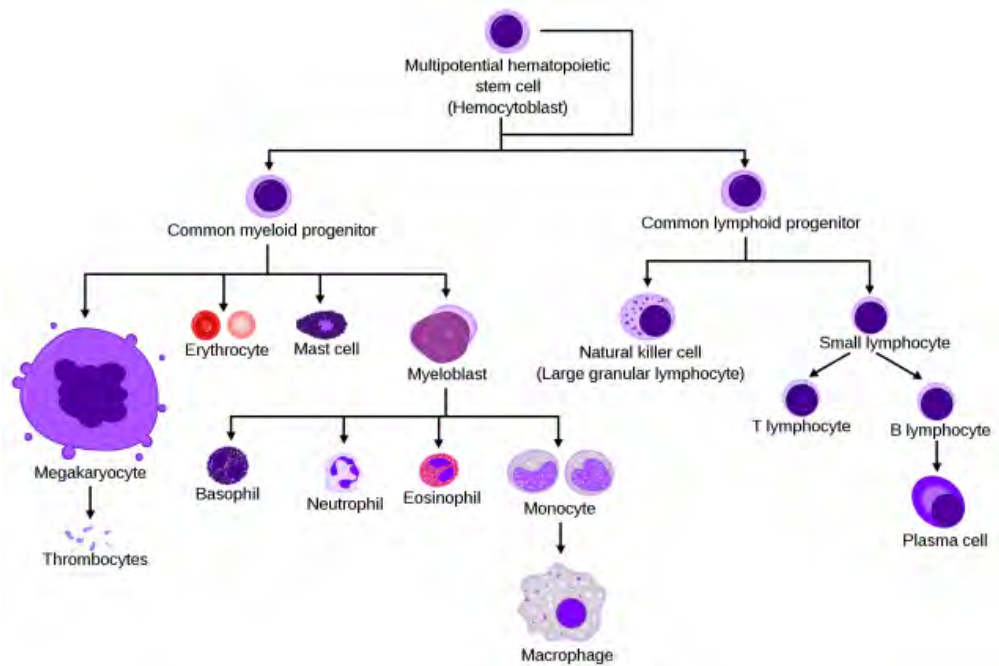 Multipotential hematopoietic
stem cell
(Hemocytoblast)
Common myeloid progenitor
Common lymphoid progenitor
Erythrocyte
Mast cell
Myeloblast
Natural killer cell
(Large granular lymphocyte)
Small lymphocyte
T lymphocyte
B lymphocyte
Megakaryocyte
Basophil
Neutrophil
Eosinophil
Monocyte
Plasma cell
Thrombocytes
Macrophage